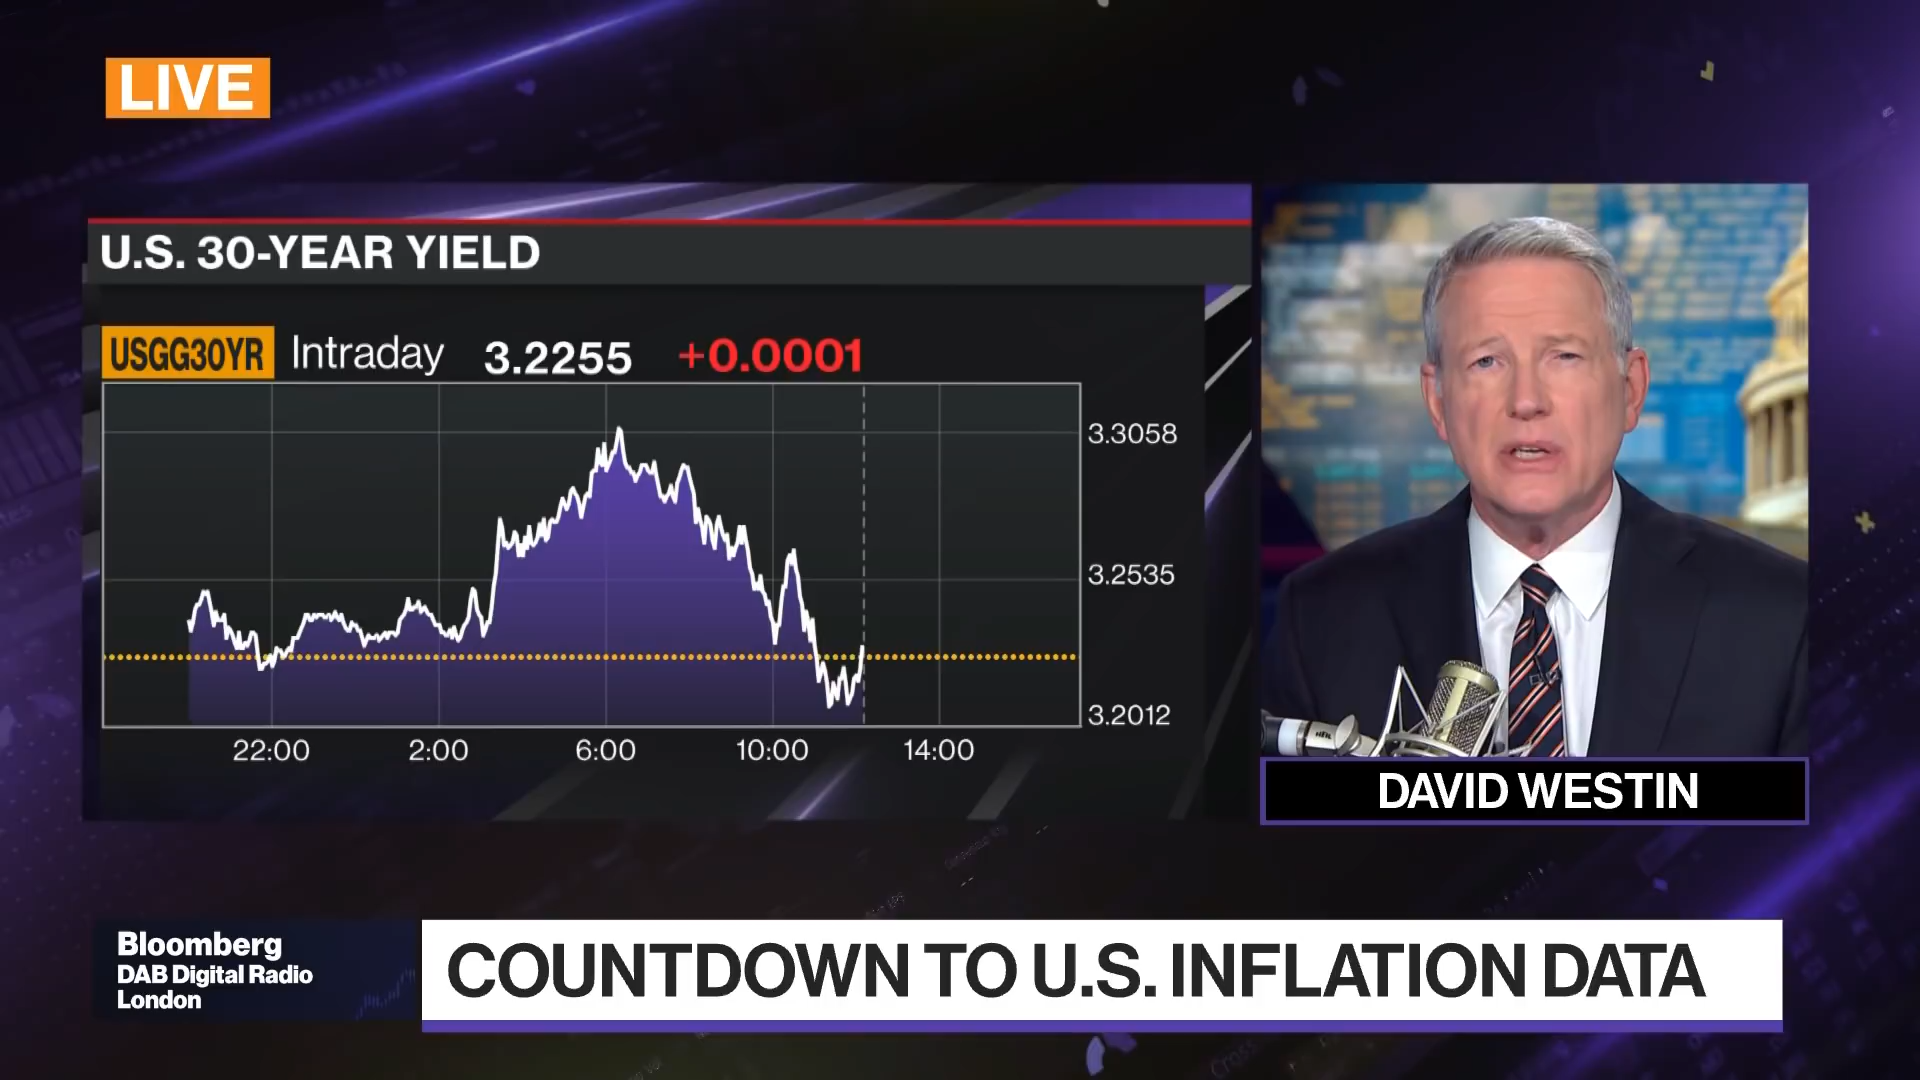 LIVE
U.S. 30-YEAR YIELD
USGG30YR Intraday 3.2255 +0.0001
3.3058
3.2535
3.2012
22:00 2:00 6:00 10:00 14:00
DAVID WESTIN
Bloomberg
DAB Digital Radio
London
COUNTDOWN TO U.S. INFLATION DATA